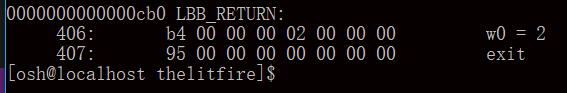 0000000000000cb0 LBB_RETURN:
406: b4 00 00 00 02 00 00 00 w0 = 2
407: 95 00 00 00 00 00 00 00 exit
[osh@localhost thelitfire]$